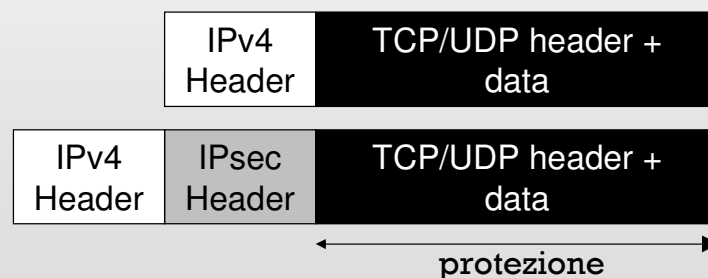 IPv4 Header
TCP/UDP header + data
IPv4 Header
IPsec Header
TCP/UDP header + data
protezione